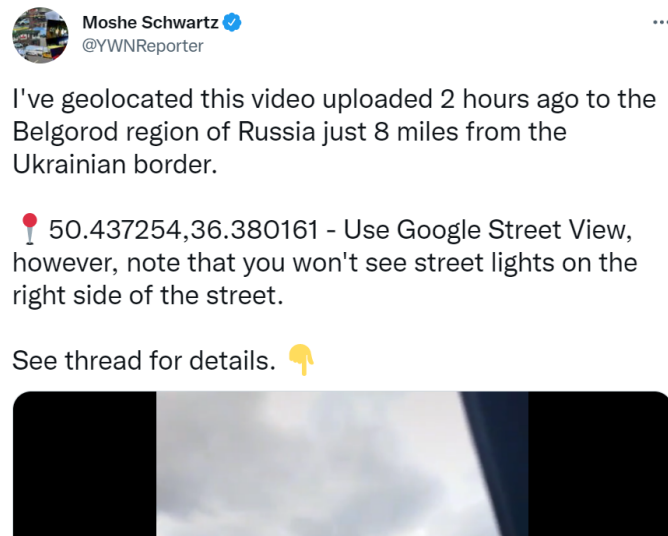 Moshe Schwartz
@YWNReporter
I've geolocated this video uploaded 2 hours ago to the
Belgorod region of Russia just 8 miles from the
Ukrainian border.
📍 50.437254,36.380161 - Use Google Street View,
however, note that you won't see street lights on the
right side of the street.
See thread for details. 👇